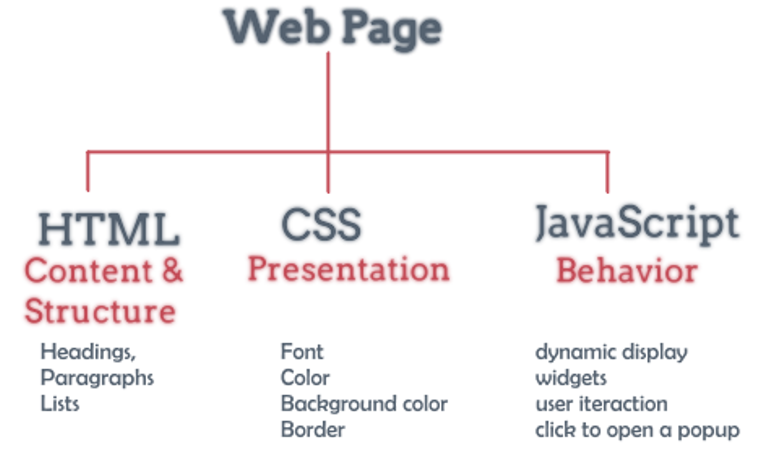 Web Page
HTML
Content &
Structure
Headings,
Paragraphs
Lists
CSS
Presentation
Font
Color
Background color
Border
JavaScript
Behavior
dynamic display
widgets
user iteraction
click to open a popup